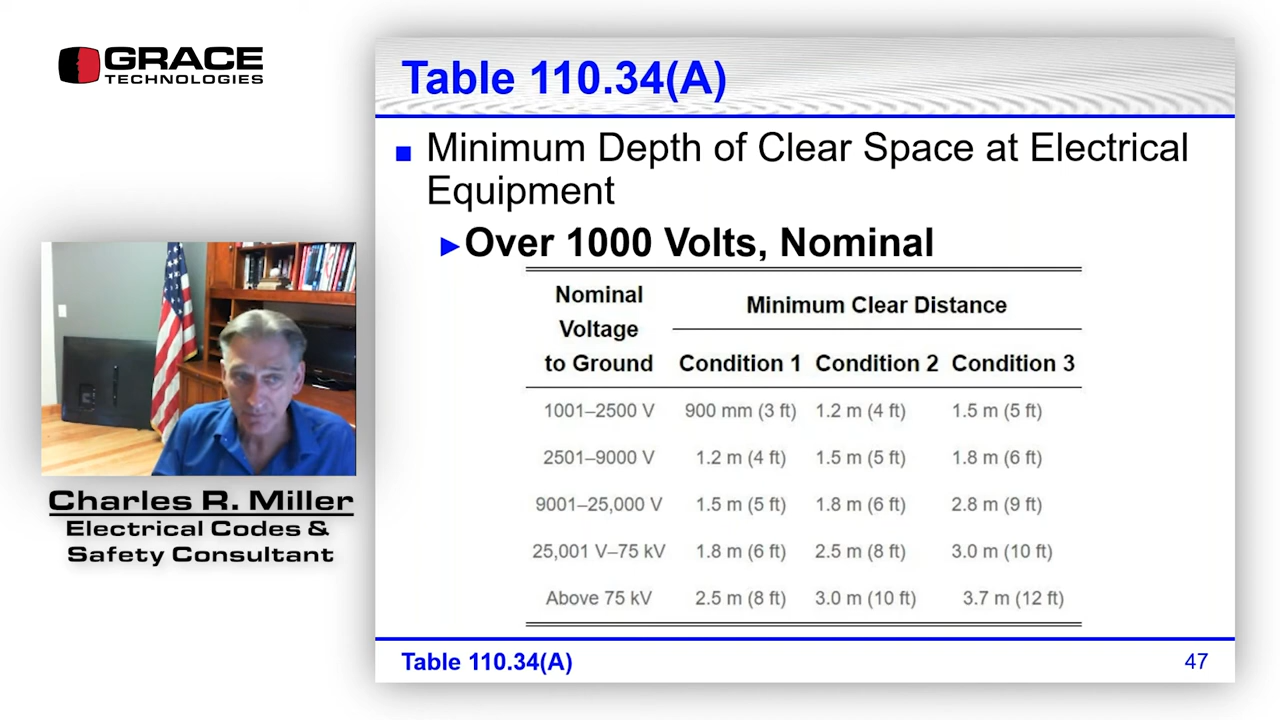 GRACE
TECHNOLOGIES
Charles R. Miller
Electrical Codes &
Safety Consultant
Table 110.34(A)
■ Minimum Depth of Clear Space at Electrical
Equipment
►Over 1000 Volts, Nominal
Nominal
Voltage
to Ground
Minimum Clear Distance
Condition 1 Condition 2 Condition 3
1001–2500 V 900 mm (3 ft) 1.2 m (4 ft) 1.5 m (5 ft)
2501–9000 V 1.2 m (4 ft) 1.5 m (5 ft) 1.8 m (6 ft)
9001–25,000 V 1.5 m (5 ft) 1.8 m (6 ft) 2.8 m (9 ft)
25,001 V–75 kV 1.8 m (6 ft) 2.5 m (8 ft) 3.0 m (10 ft)
Above 75 kV 2.5 m (8 ft) 3.0 m (10 ft) 3.7 m (12 ft)
Table 110.34(A) 47